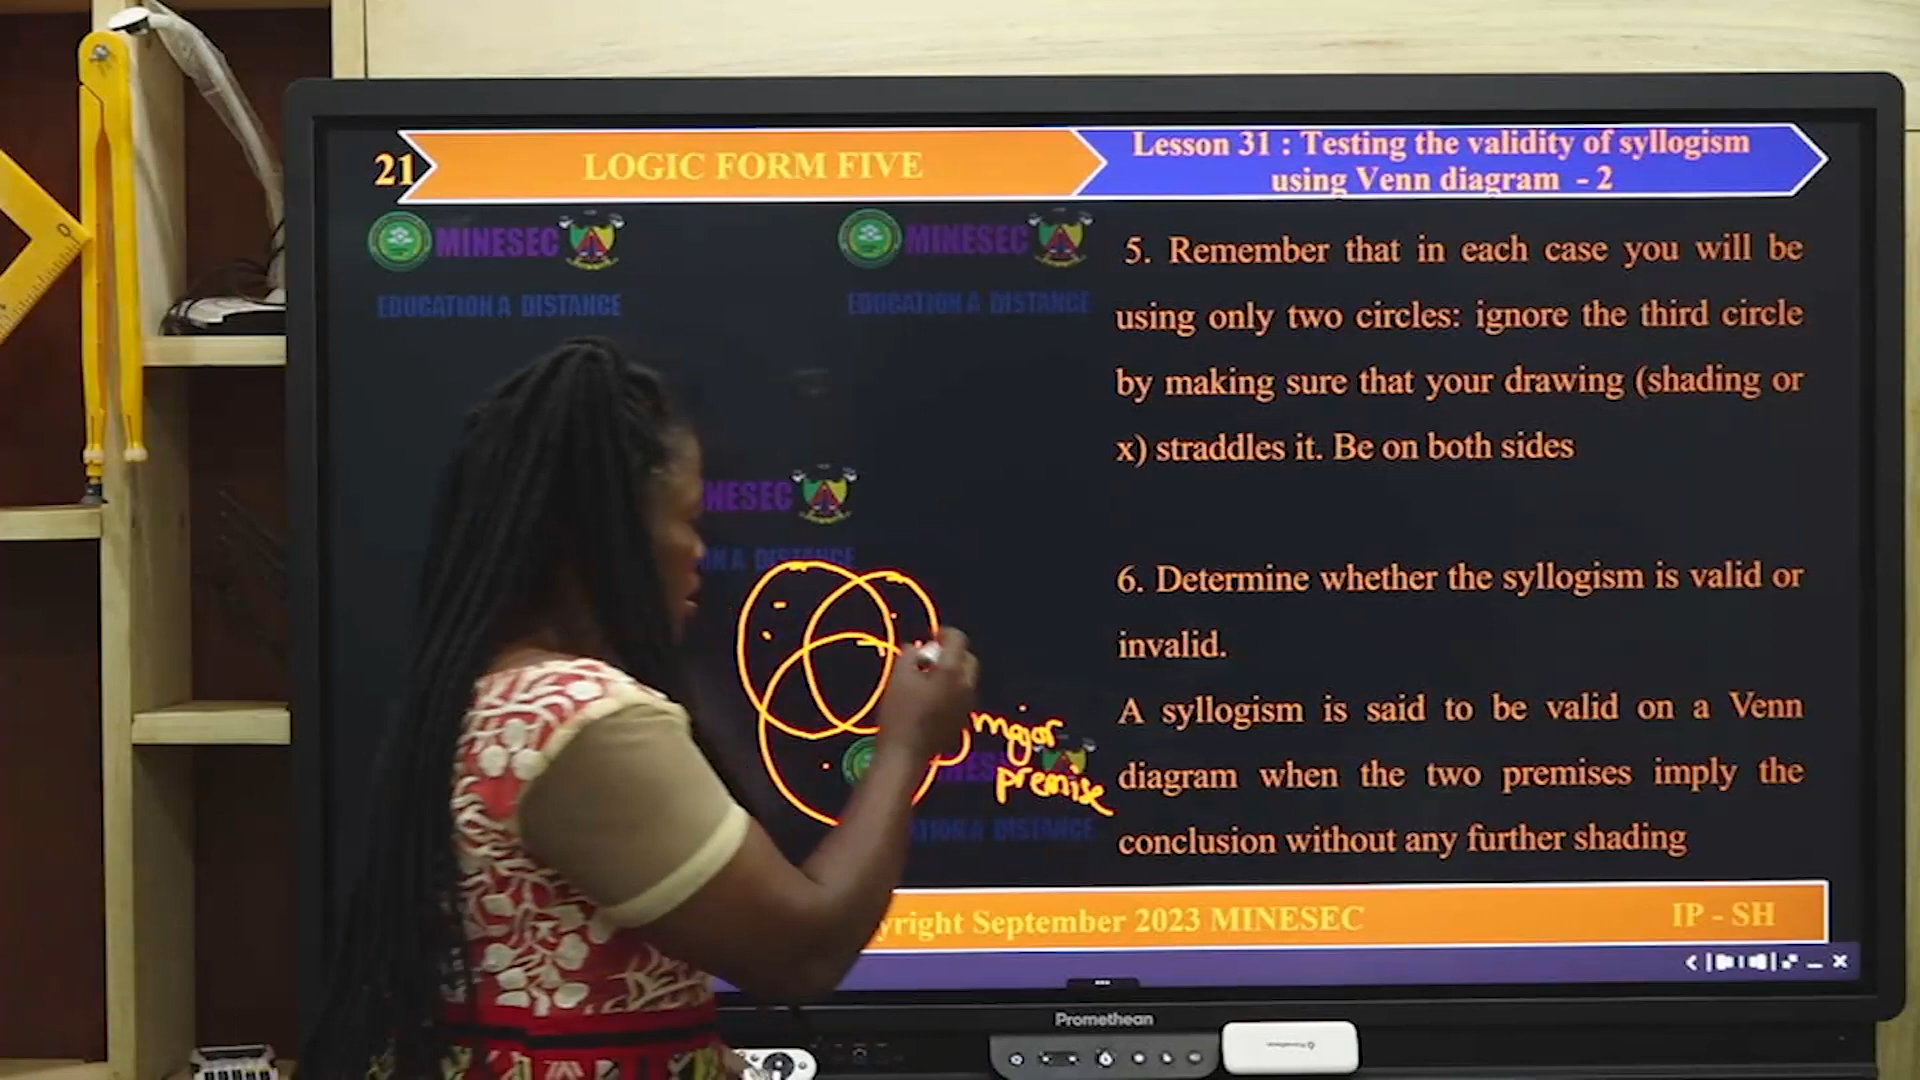 21
LOGIC FORM FIVE
Lesson 31 : Testing the validity of syllogism
using Venn diagram - 2
MINESEC
EDUCATION A DISTANCE
MINESEC
EDUCATION A DISTANCE
5. Remember that in each case you will be
using only two circles: ignore the third circle
by making sure that your drawing (shading or
x) straddles it. Be on both sides
NESEC
DISTANCE
6. Determine whether the syllogism is valid or
invalid.
A syllogism is said to be valid on a Venn
diagram when the two premises imply the
conclusion without any further shading
major
premise
A DISTANCE
yright September 2023 MINESEC
IP - SH
Promethean